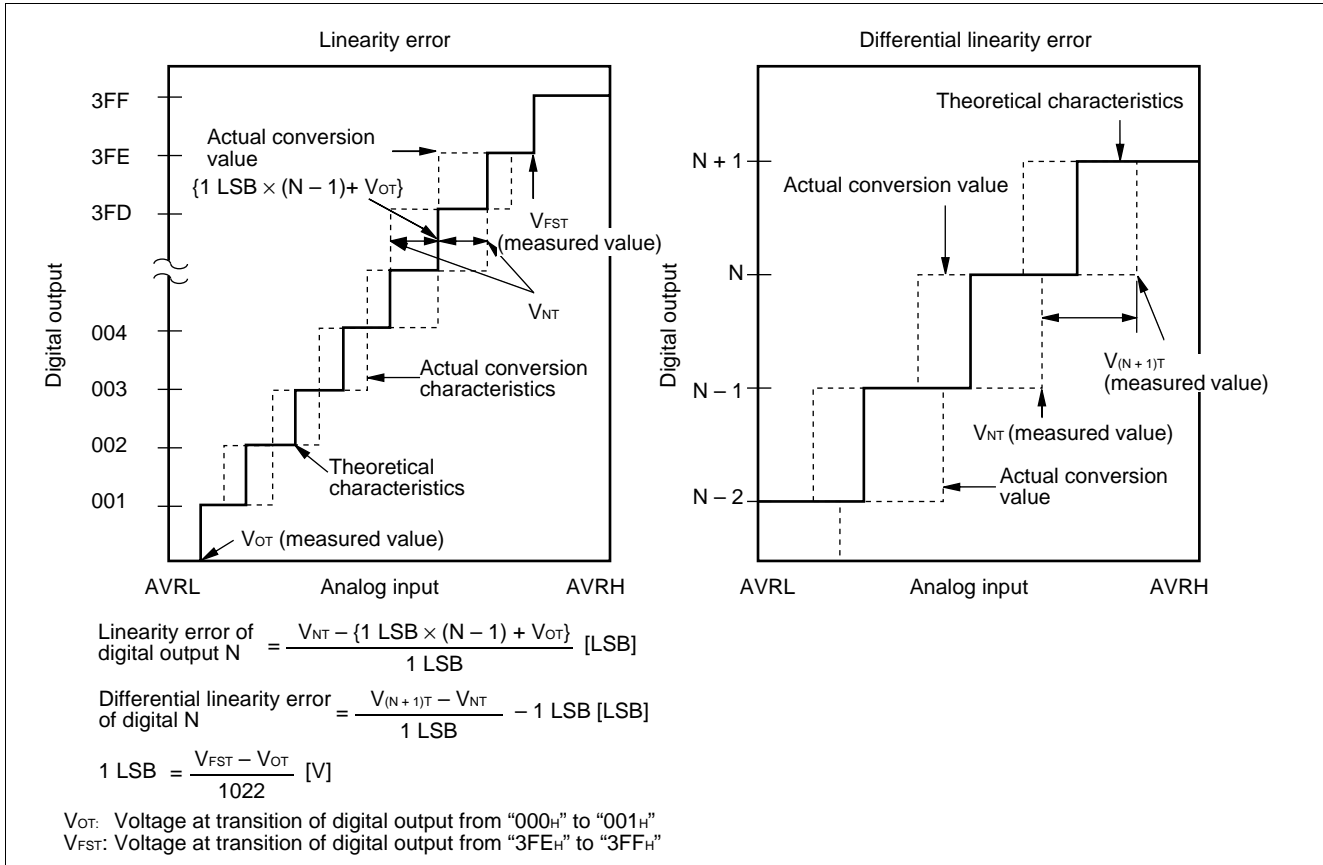 Linearity error
3FF
3FE
3FD
004
003
002
001
Digital output
Actual conversion
value
{1 LSB × (N – 1)+ VOT}
VFST
(measured value)
VNT
Actual conversion
characteristics
Theoretical
characteristics
VOT (measured value)
AVRL
Analog input
AVRH
Differential linearity error
Theoretical characteristics
N + 1
Actual conversion value
N
N – 1
N – 2
Digital output
V(N + 1)T
(measured value)
VNT (measured value)
Actual conversion
value
AVRL
Analog input
AVRH
Linearity error of
digital output N = VNT – {1 LSB × (N – 1) + VOT} / 1 LSB [LSB]
Differential linearity error
of digital N = V(N + 1)T – VNT / 1 LSB – 1 LSB [LSB]
1 LSB = VFST – VOT / 1022 [V]
VOT: Voltage at transition of digital output from “000H” to “001H”
VFST: Voltage at transition of digital output from “3FEH” to “3FFH”